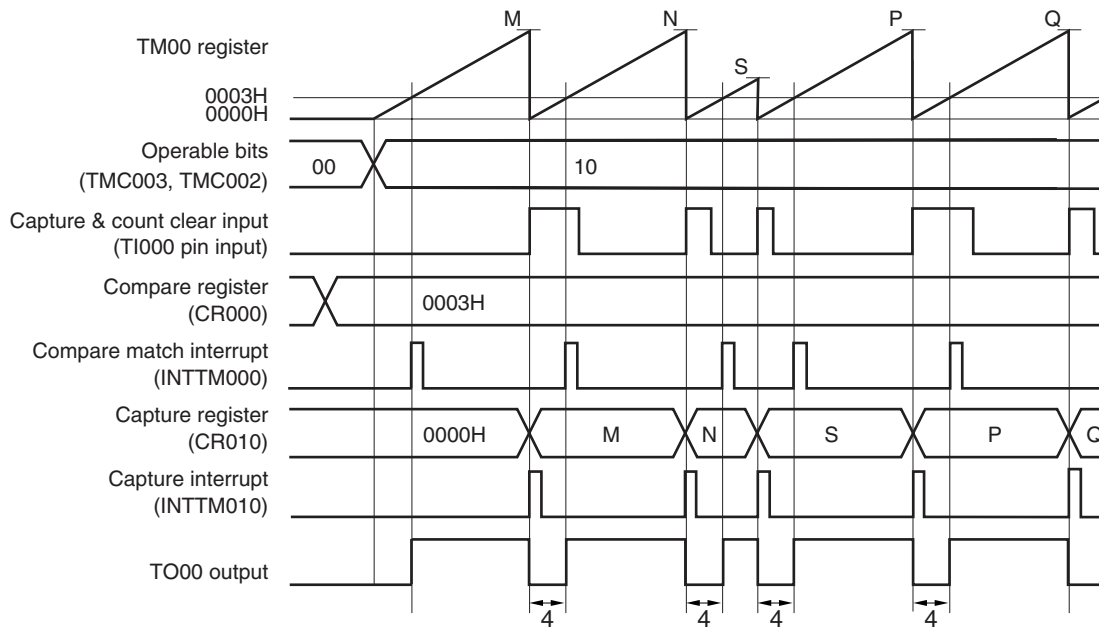 M N P Q
S
TM00 register
0003H
0000H
Operable bits
(TMC003, TMC002)
00 10
Capture & count clear input
(TI000 pin input)
Compare register
(CR000)
0003H
Compare match interrupt
(INTTM000)
Capture register
(CR010)
0000H M N S P Q
Capture interrupt
(INTTM010)
TO00 output
4 4 4 4